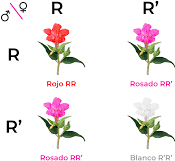 ♂ ♀ R R’
R
Rojo RR Rosado RR’
R’
Rosado RR’ Blanco R’R’